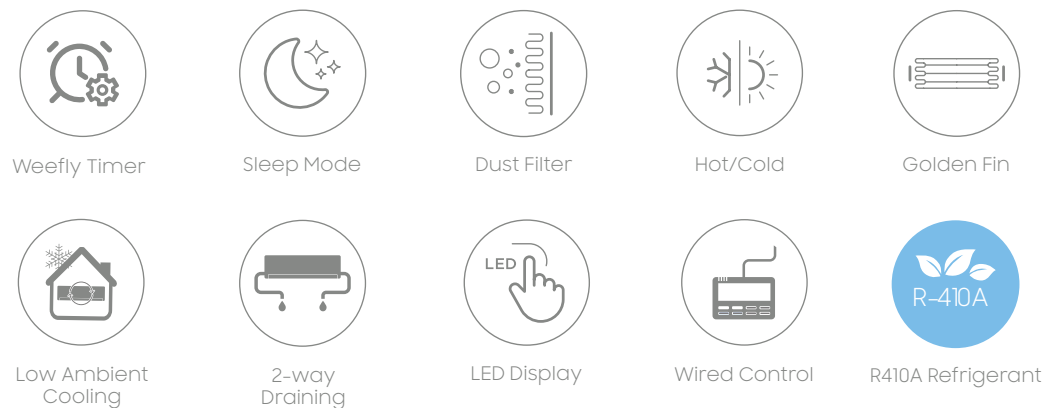 Weefly Timer
Sleep Mode
Dust Filter
Hot/Cold
Golden Fin
LED
R-410A
Low Ambient
Cooling
2-way
Draining
LED Display
Wired Control
R410A Refrigerant